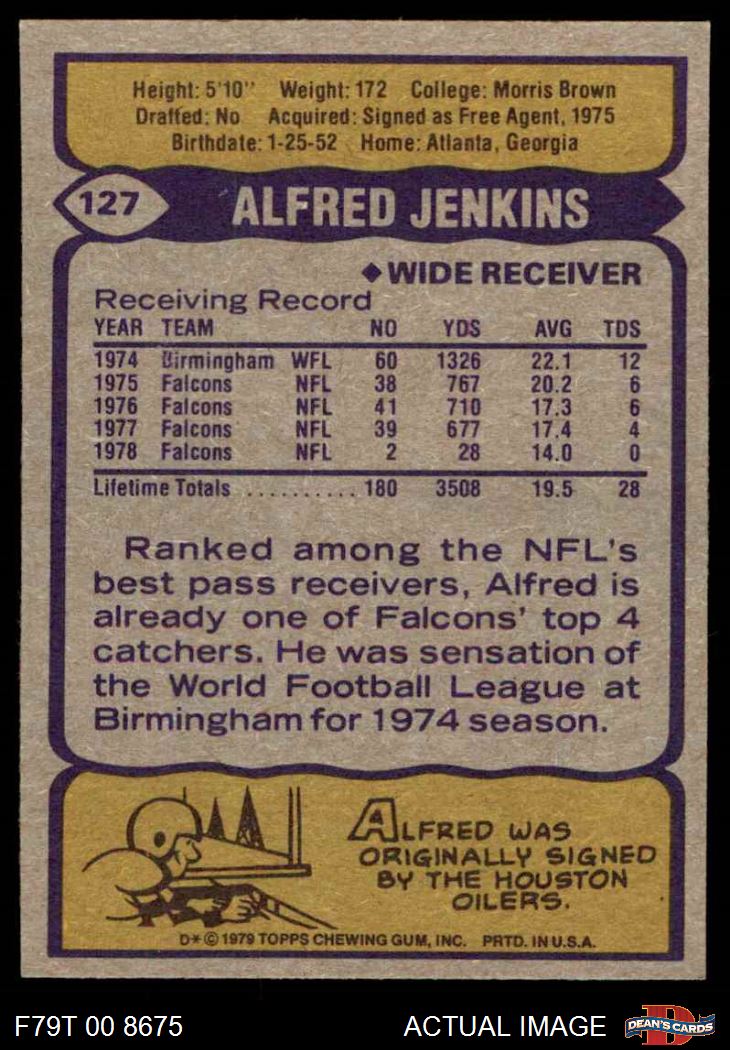 Height: 5'10" Weight: 172 College: Morris Brown
Drafted: No Acquired: Signed as Free Agent, 1975
Birthdate: 1-25-52 Home: Atlanta, Georgia
127 ALFRED JENKINS
◆ WIDE RECEIVER
Receiving Record
YEAR TEAM NO YDS AVG TDS
1974 Birmingham WFL 60 1326 22.1 12
1975 Falcons NFL 38 767 20.2 6
1976 Falcons NFL 41 710 17.3 6
1977 Falcons NFL 39 677 17.4 4
1978 Falcons NFL 2 28 14.0 0
Lifetime Totals .......... 180 3508 19.5 28
Ranked among the NFL's
best pass receivers, Alfred is
already one of Falcons' top 4
catchers. He was sensation of
the World Football League at
Birmingham for 1974 season.
ALFRED WAS
ORIGINALLY SIGNED
BY THE HOUSTON
OILERS.
D* © 1979 TOPPS CHEWING GUM, INC. PRTD. IN U.S.A.
F79T 00 8675 ACTUAL IMAGE D DEAN'S CARDS